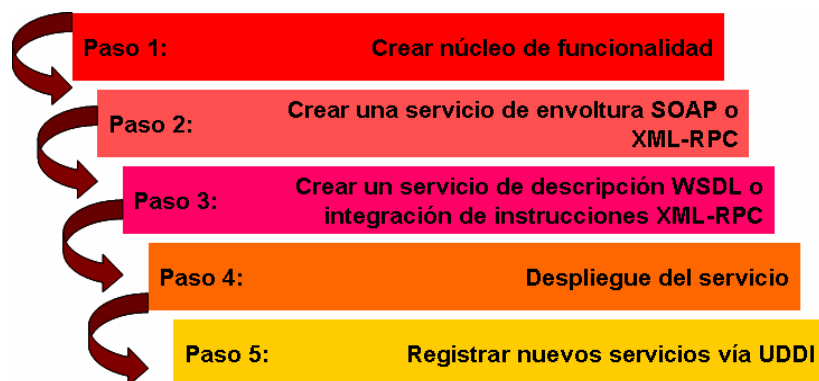 Paso 1: Crear núcleo de funcionalidad
Paso 2: Crear una servicio de envoltura SOAP o
XML-RPC
Paso 3: Crear un servicio de descripción WSDL o
integración de instrucciones XML-RPC
Paso 4: Despliegue del servicio
Paso 5: Registrar nuevos servicios vía UDDI